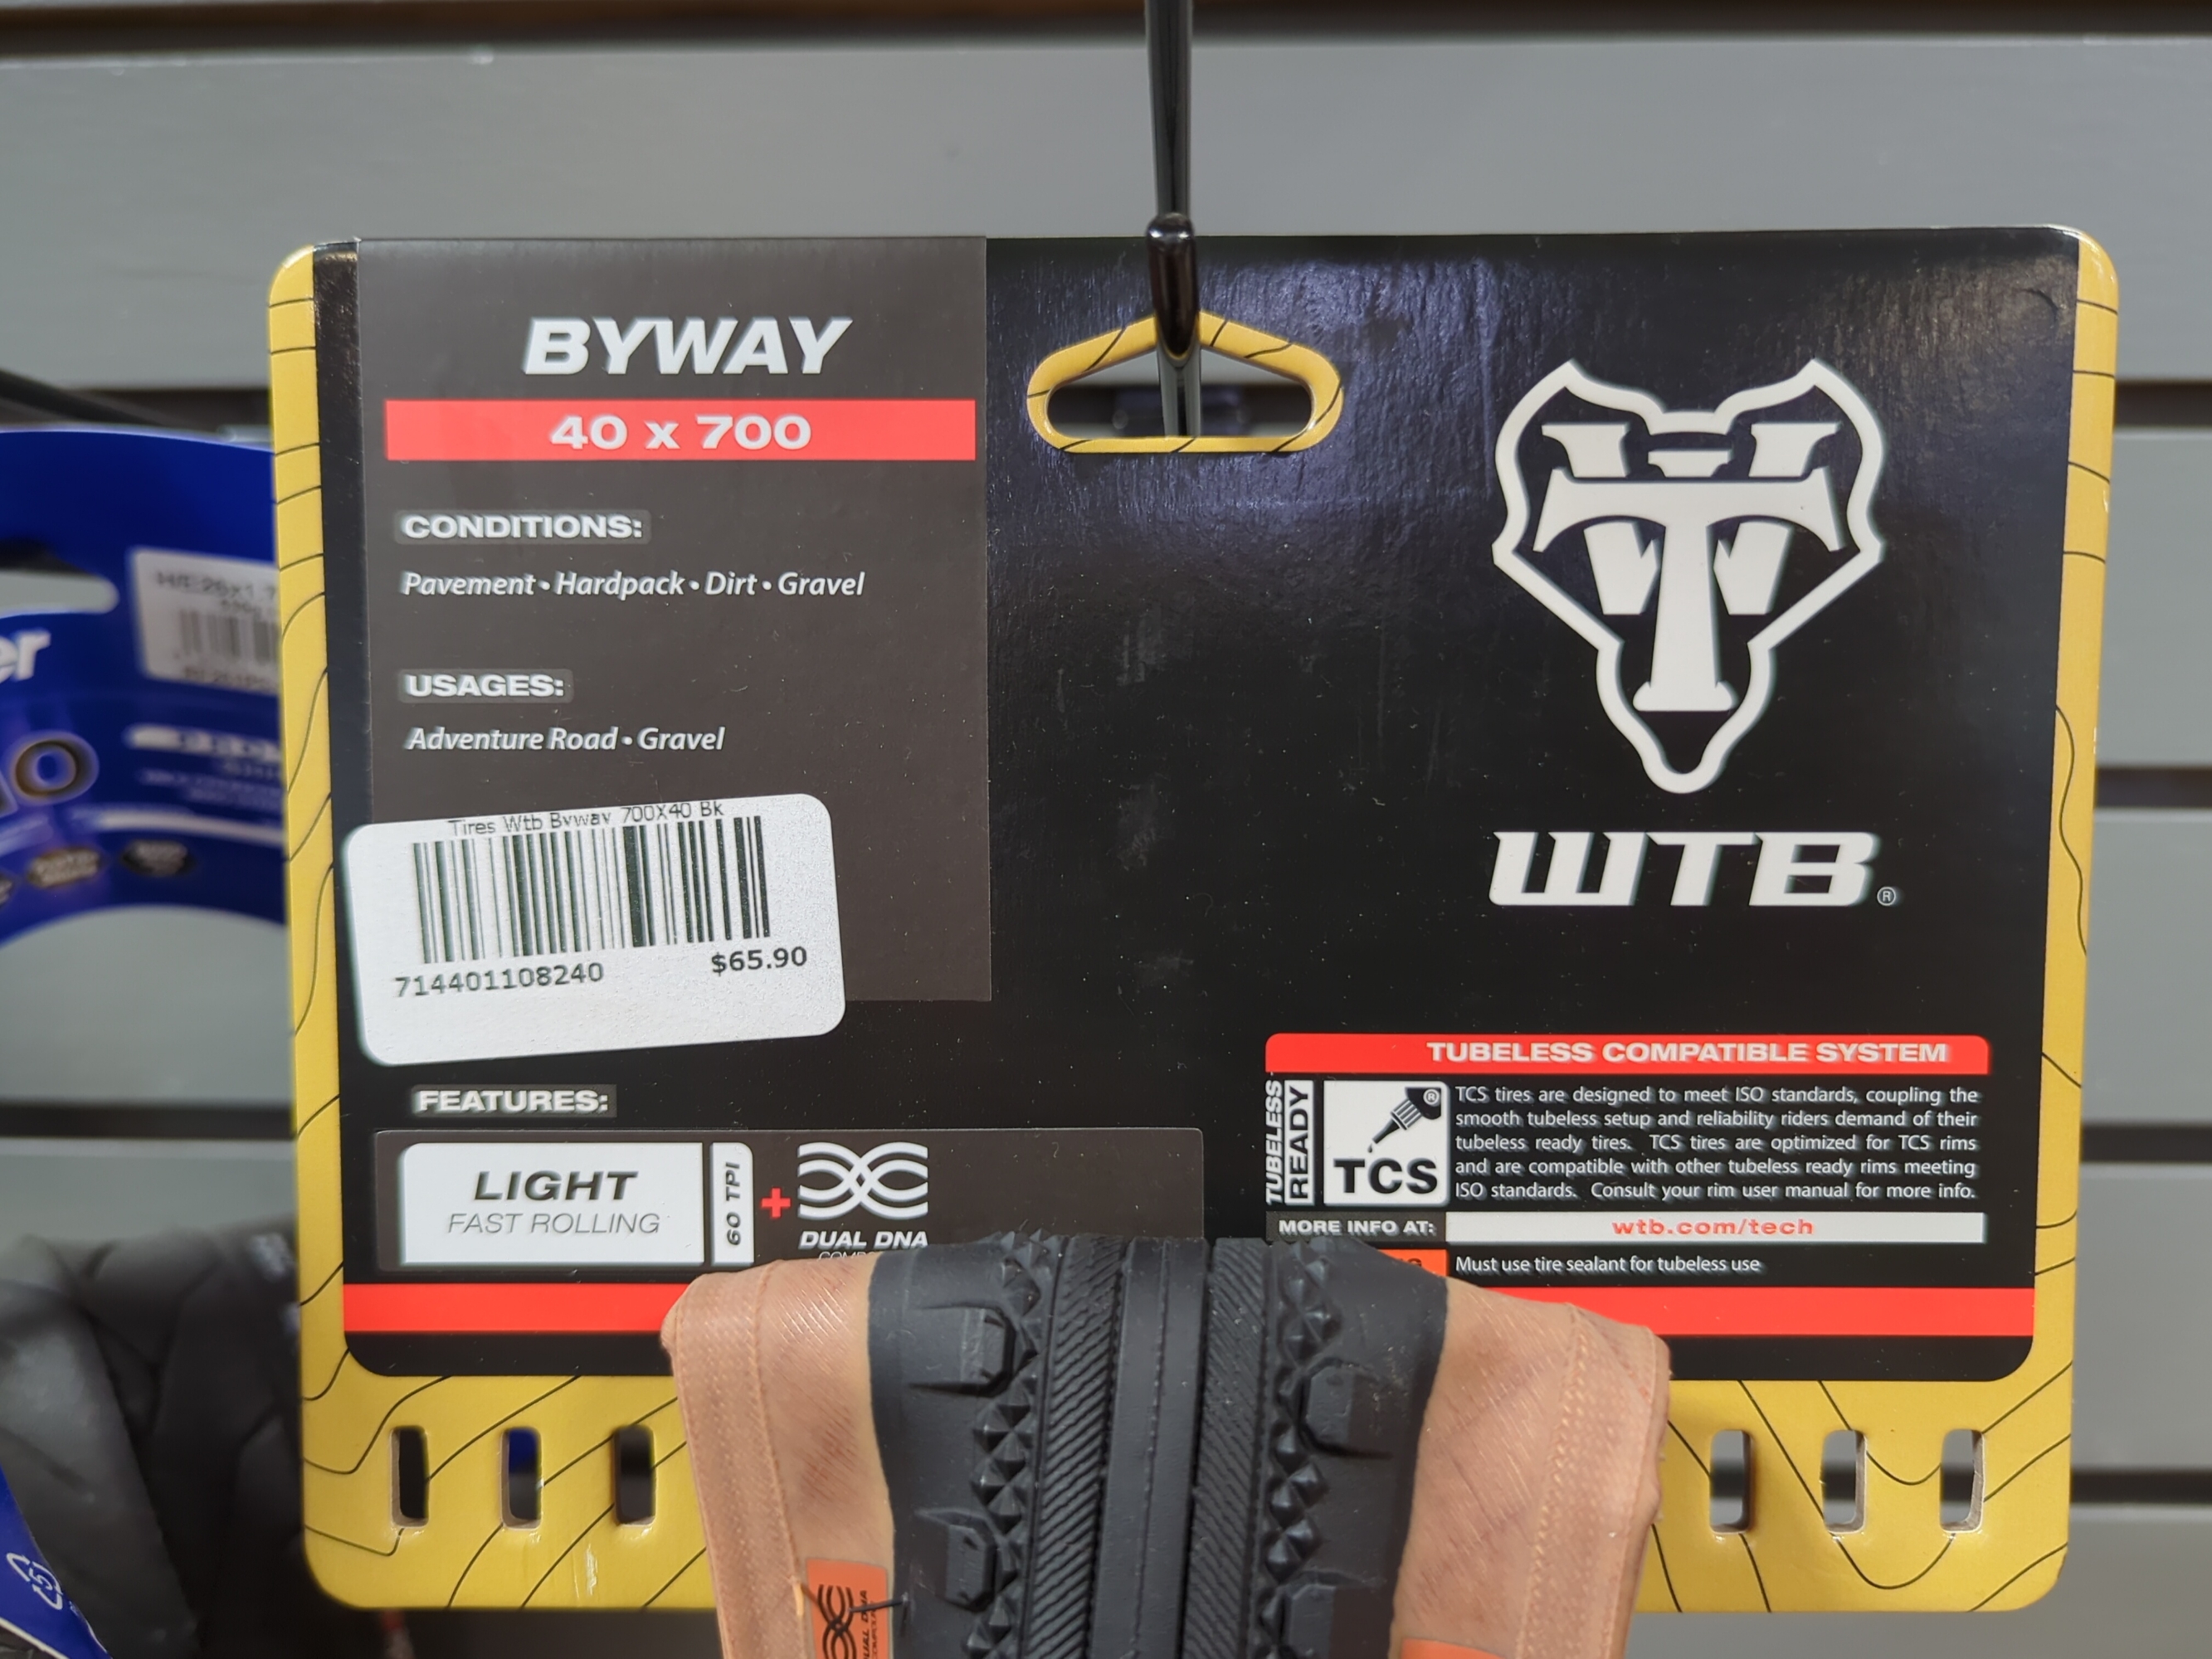 BYWAY
40 x 700
CONDITIONS:
Pavement • Hardpack • Dirt • Gravel
USAGES:
Adventure Road • Gravel
Tires Wtb Byway 700X40 Bk
714401108240
$65.90
FEATURES:
LIGHT
FAST ROLLING
60 TPI
+
DUAL DNA
WTB
WTB®
TUBELESS COMPATIBLE SYSTEM
TUBELESS
READY
TCS
®
TCS tires are designed to meet ISO standards, coupling the
smooth tubeless setup and reliability riders demand of their
tubeless ready tires. TCS tires are optimized for TCS rims
and are compatible with other tubeless ready rims meeting
ISO standards. Consult your rim user manual for more info.
MORE INFO AT:
wtb.com/tech
Must use tire sealant for tubeless use
DUAL DNA
COMPOUND
er